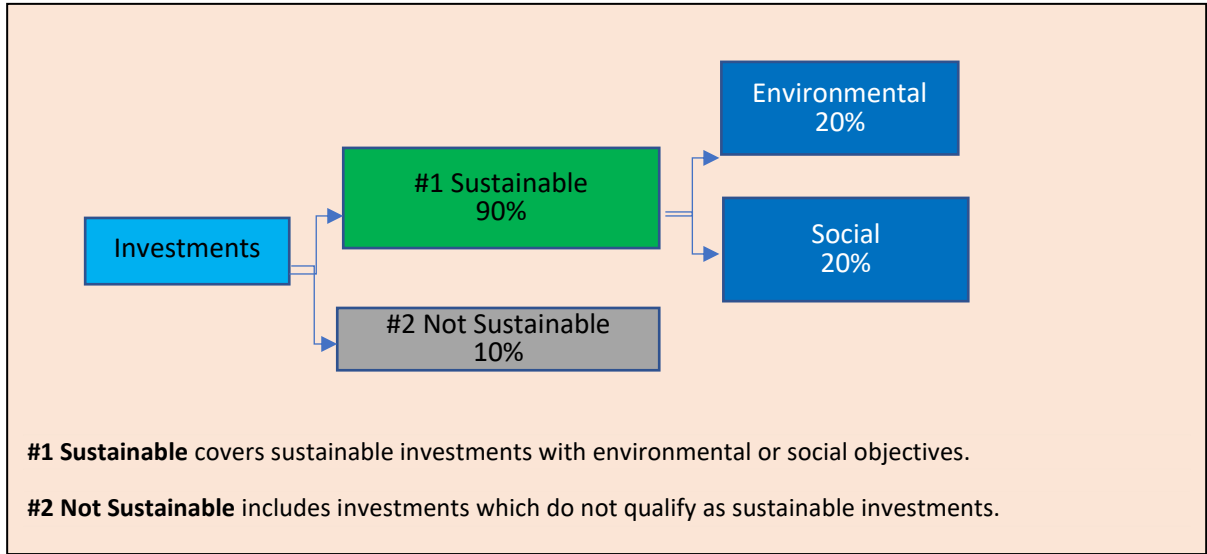 Investments
#1 Sustainable
90%
#2 Not Sustainable
10%
Environmental
20%
Social
20%
#1 Sustainable covers sustainable investments with environmental or social objectives.
#2 Not Sustainable includes investments which do not qualify as sustainable investments.